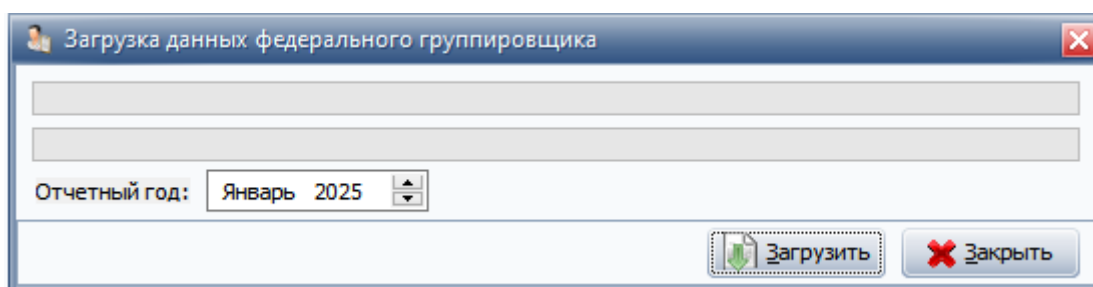 Загрузка данных федерального группировщика
Отчетный год: Январь 2025
Загрузить Закрыть